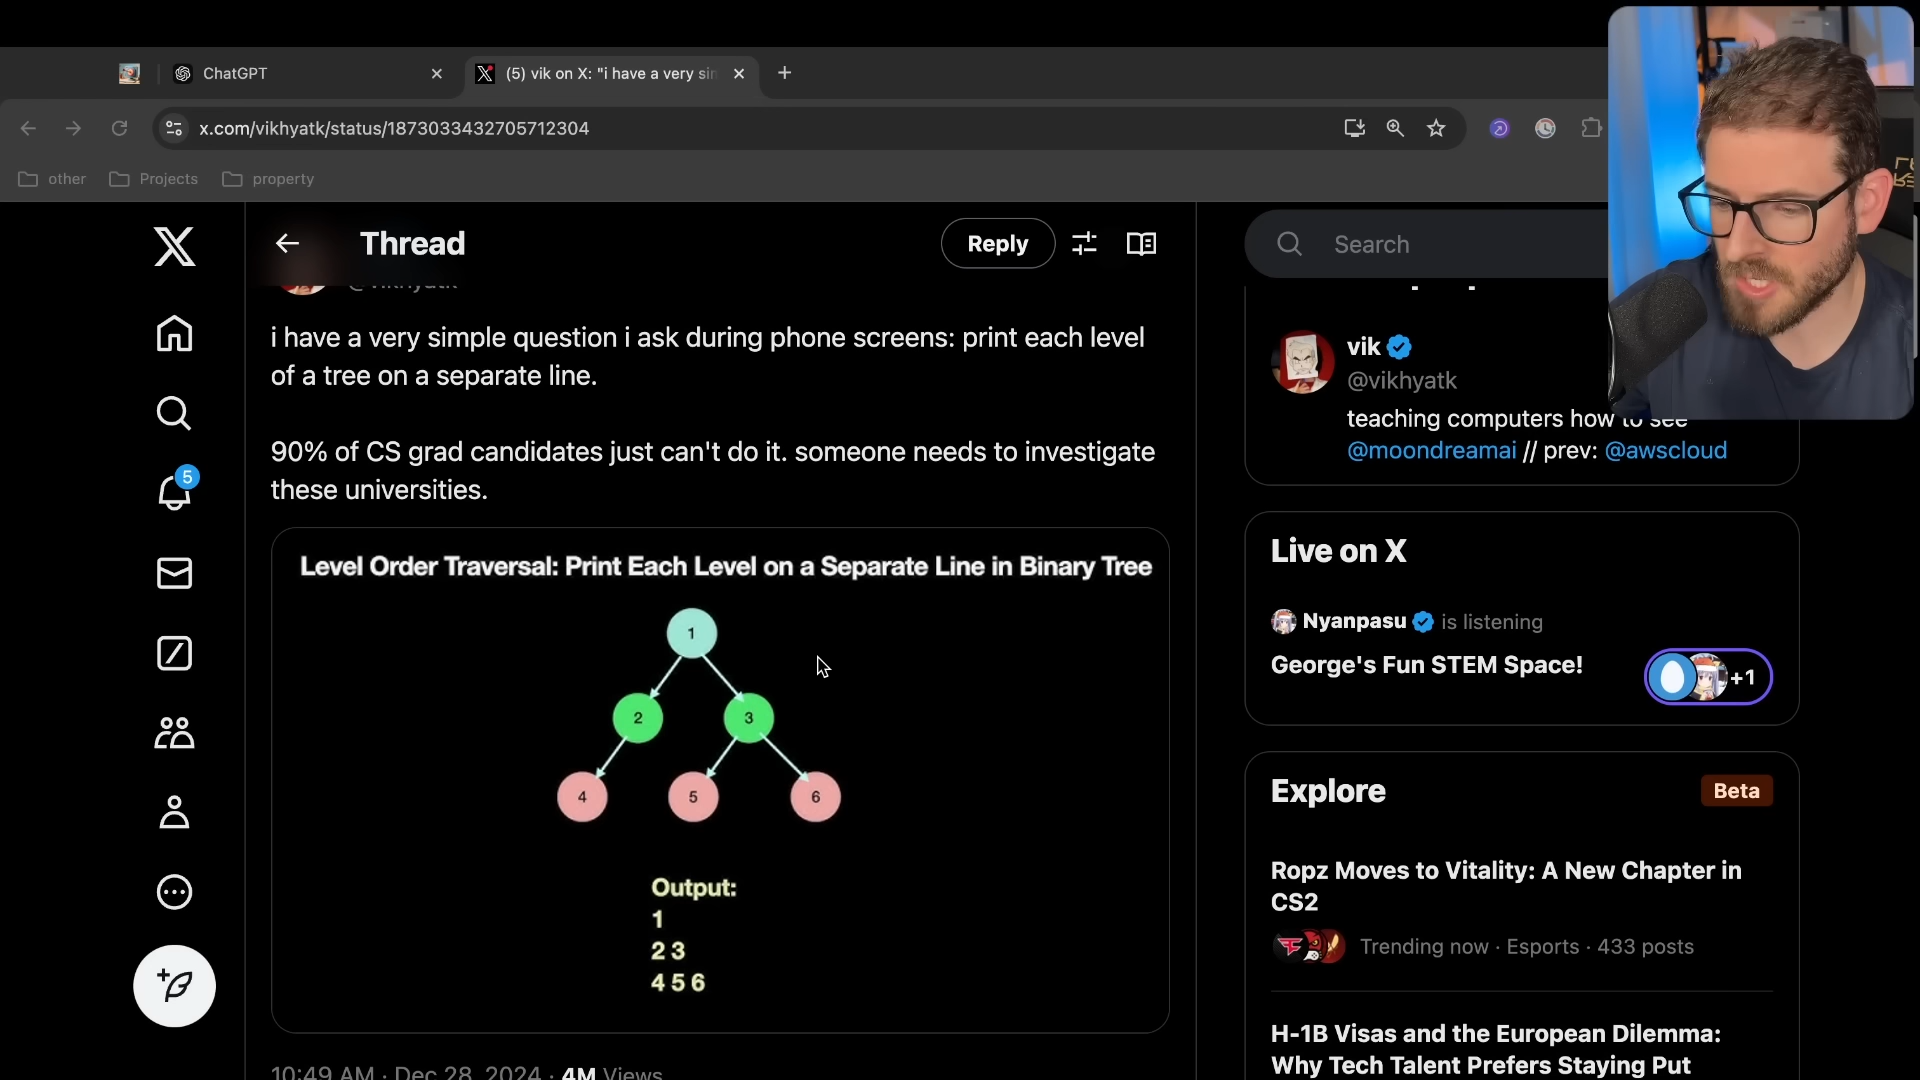 ChatGPT
(5) vik on X: "i have a very sin
x.com/vikhyatk/status/1873033432705712304
other
Projects
property
Thread
Reply
Search
i have a very simple question i ask during phone screens: print each level
of a tree on a separate line.
90% of CS grad candidates just can't do it. someone needs to investigate
these universities.
Level Order Traversal: Print Each Level on a Separate Line in Binary Tree
1
2
3
4
5
6
Output:
1
2 3
4 5 6
10:49 AM · Dec 28, 2024 · 4M Views
5
vik
@vikhyatk
teaching computers how to see
@moondreamai // prev: @awscloud
Live on X
Nyanpasu is listening
George's Fun STEM Space!
+1
Explore
Beta
Ropz Moves to Vitality: A New Chapter in
CS2
Trending now · Esports · 433 posts
H-1B Visas and the European Dilemma:
Why Tech Talent Prefers Staying Put